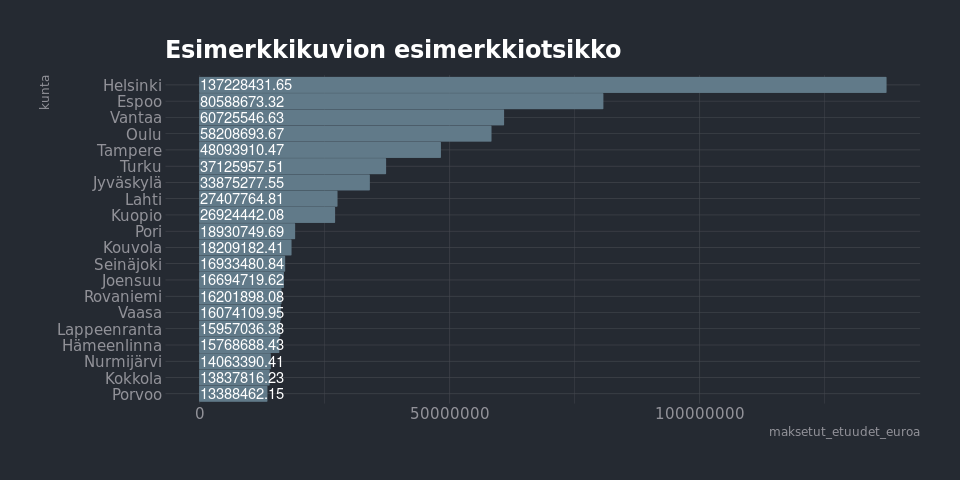 Esimerkkikuvion esimerkkiotsikko
kunta
Helsinki 137228431.65
Espoo 80588673.32
Vantaa 60725546.63
Oulu 58208693.67
Tampere 48093910.47
Turku 37125957.51
Jyväskylä 33875277.55
Lahti 27407764.81
Kuopio 26924442.08
Pori 18930749.69
Kouvola 18209182.41
Seinäjoki 16933480.84
Joensuu 16694719.62
Rovaniemi 16201898.08
Vaasa 16074109.95
Lappeenranta 15957036.38
Hämeenlinna 15768688.43
Nurmijärvi 14063390.41
Kokkola 13837816.23
Porvoo 13388462.15
0 50000000 100000000
maksetut_etuudet_euroa